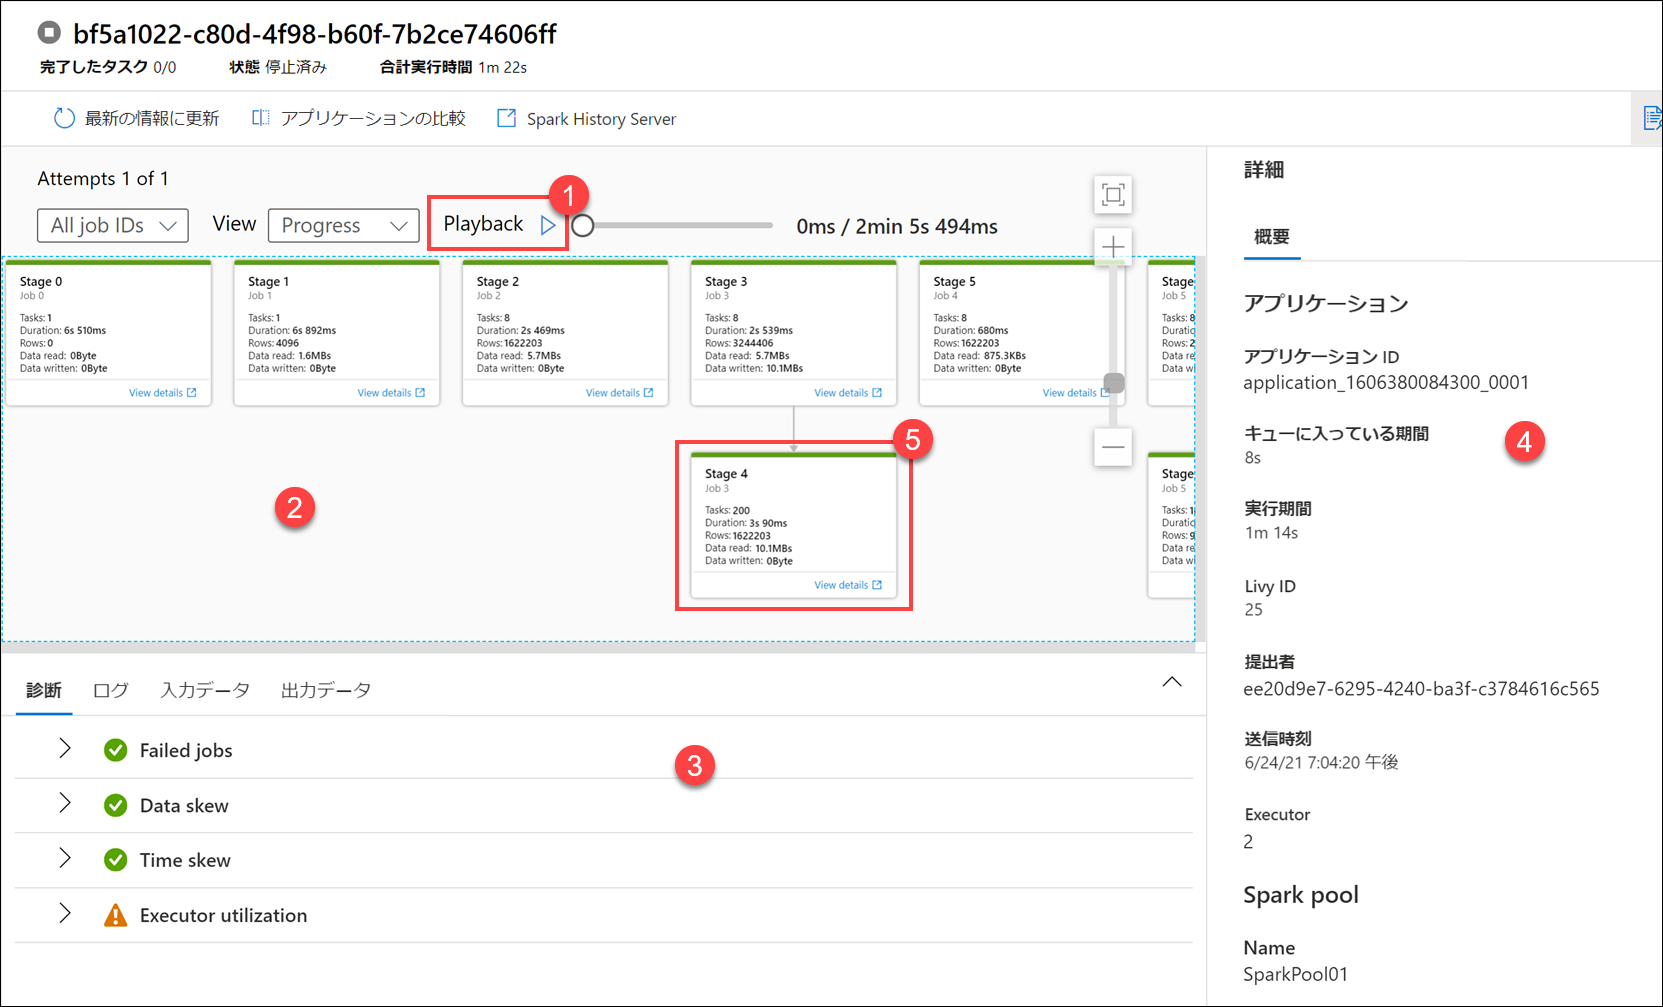 bf5a1022-c80d-4f98-b60f-7b2ce74606ff
完了したタスク 0/0 状態 停止済み 合計実行時間 1m 22s
最新の情報に更新 アプリケーションの比較 Spark History Server
Attempts 1 of 1
All job IDs View Progress Playback 1 0ms / 2min 5s 494ms
Stage 0
Job 0
Tasks: 1
Duration: 6s 510ms
Rows: 0
Data read: 0Byte
Data written: 0Byte
View details
Stage 1
Job 1
Tasks: 1
Duration: 6s 892ms
Rows: 4096
Data read: 1.6MBs
Data written: 0Byte
View details
Stage 2
Job 2
Tasks: 8
Duration: 2s 469ms
Rows: 1622203
Data read: 5.7MBs
Data written: 0Byte
View details
Stage 3
Job 3
Tasks: 8
Duration: 2s 539ms
Rows: 3244406
Data read: 5.7MBs
Data written: 10.1MBs
View details
Stage 5
Job 4
Tasks: 8
Duration: 680ms
Rows: 1622203
Data read: 875.3KBs
Data written: 0Byte
View details
Stage
Job 5
Tasks: 8
Rows: 2
2
5
Stage 4
Job 3
Tasks: 200
Duration: 3s 90ms
Rows: 1622203
Data read: 10.1MBs
Data written: 0Byte
View details
Stage
Job 5
診断 ログ 入力データ 出力データ
Failed jobs
3
Data skew
Time skew
Executor utilization
詳細
概要
アプリケーション
アプリケーション ID
application_1606380084300_0001
キューに入っている期間
8s
4
実行期間
1m 14s
Livy ID
25
提出者
ee20d9e7-6295-4240-ba3f-c3784616c565
送信時刻
6/24/21 7:04:20 午後
Executor
2
Spark pool
Name
SparkPool01